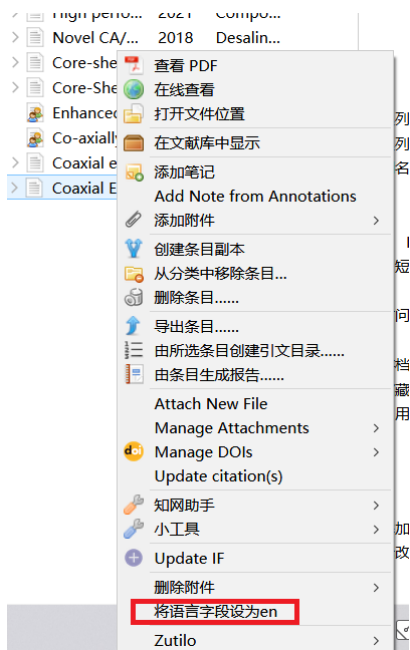 High perfo... 2021 Compo...
Novel CA/... 2018 Desalin...
Core-she
Core-She
Enhanced
Co-axially
Coaxial e
Coaxial E
查看 PDF
在线查看
打开文件位置
在文献库中显示
添加笔记
Add Note from Annotations
添加附件
创建条目副本
从分类中移除条目...
删除条目......
导出条目......
由所选条目创建引文目录......
由条目生成报告......
Attach New File
Manage Attachments
doi Manage DOIs
Update citation(s)
知网助手
小工具
Update IF
删除附件
将语言字段设为en
Zutilo
列
列
名
短
问
档
藏
用
加
改